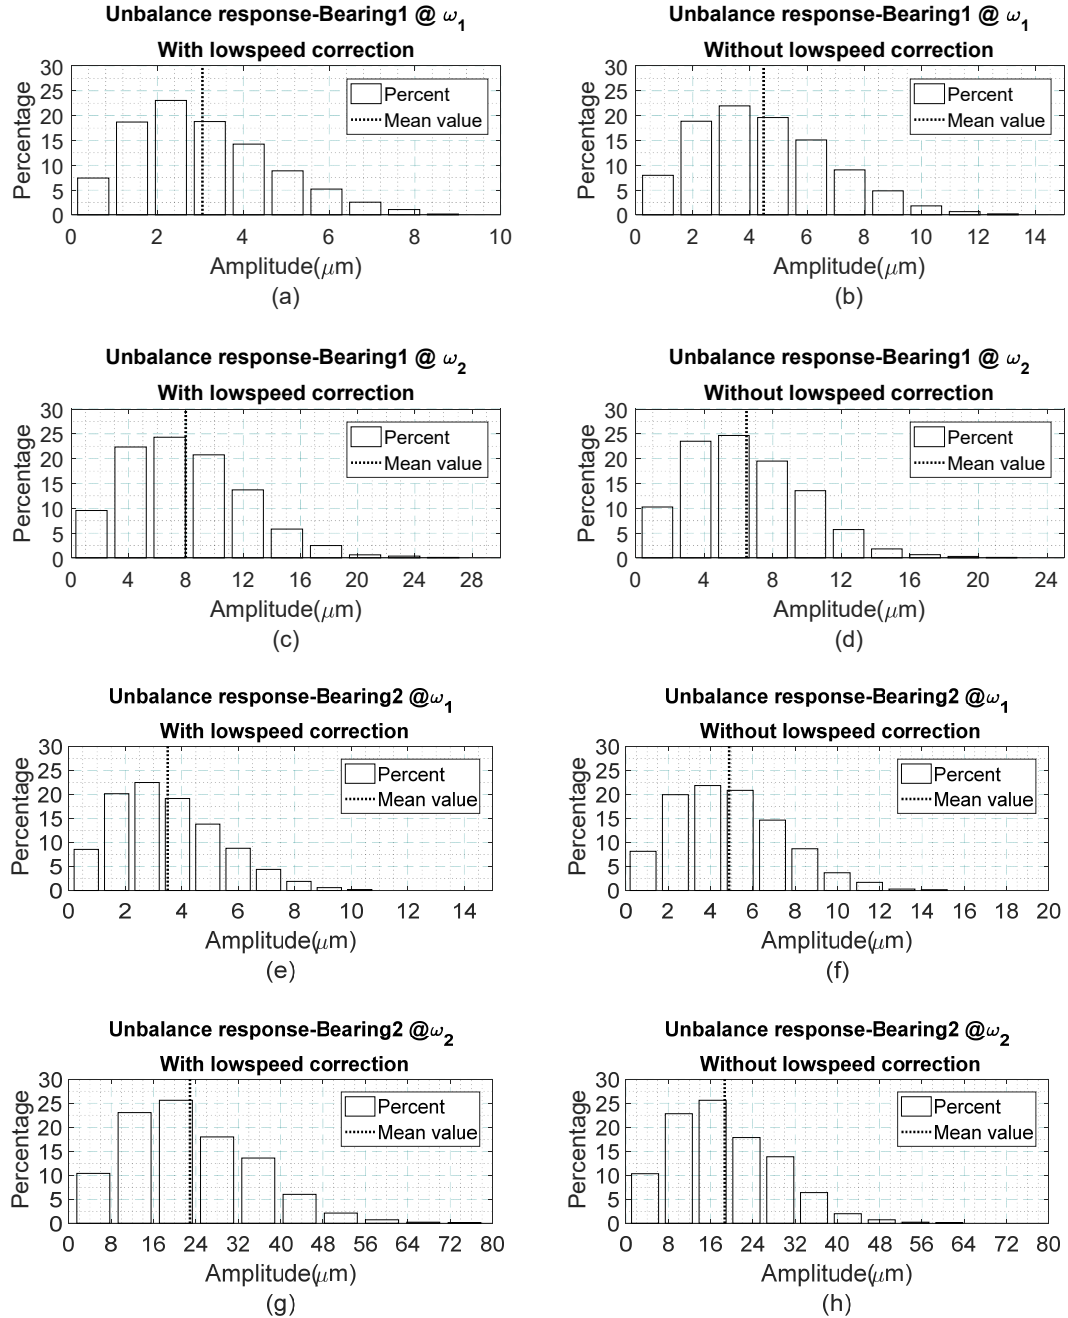 Unbalance response-Bearing1 @ ω1
With lowspeed correction
30
25
20
15
10
5
0
Percentage
Percent
Mean value
0 2 4 6 8 10
Amplitude(μm)
(a)
Unbalance response-Bearing1 @ ω1
Without lowspeed correction
30
25
20
15
10
5
0
Percentage
Percent
Mean value
0 2 4 6 8 10 12 14
Amplitude(μm)
(b)
Unbalance response-Bearing1 @ ω2
With lowspeed correction
30
25
20
15
10
5
0
Percentage
Percent
Mean value
0 4 8 12 16 20 24 28
Amplitude(μm)
(c)
Unbalance response-Bearing1 @ ω2
Without lowspeed correction
30
25
20
15
10
5
0
Percentage
Percent
Mean value
0 4 8 12 16 20 24
Amplitude(μm)
(d)
Unbalance response-Bearing2 @ω1
With lowspeed correction
30
25
20
15
10
5
0
Percentage
Percent
Mean value
0 2 4 6 8 10 12 14
Amplitude(μm)
(e)
Unbalance response-Bearing2 @ω1
Without lowspeed correction
30
25
20
15
10
5
0
Percentage
Percent
Mean value
0 2 4 6 8 10 12 14 16 18 20
Amplitude(μm)
(f)
Unbalance response-Bearing2 @ω2
With lowspeed correction
30
25
20
15
10
5
0
Percentage
Percent
Mean value
0 8 16 24 32 40 48 56 64 72 80
Amplitude(μm)
(g)
Unbalance response-Bearing2 @ω2
Without lowspeed correction
30
25
20
15
10
5
0
Percentage
Percent
Mean value
0 8 16 24 32 40 48 56 64 72 80
Amplitude(μm)
(h)